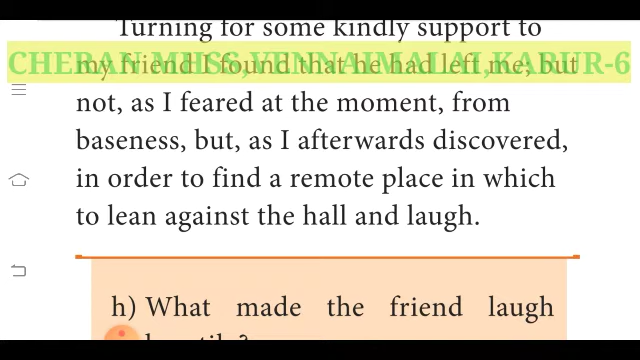 Turning for some kindly support to
CHERAN MHSS,VENNAIMALAI,KARUR-6
my friend I found that he had left me; but
not, as I feared at the moment, from
baseness, but, as I afterwards discovered,
in order to find a remote place in which
to lean against the hall and laugh.
h) What made the friend laugh